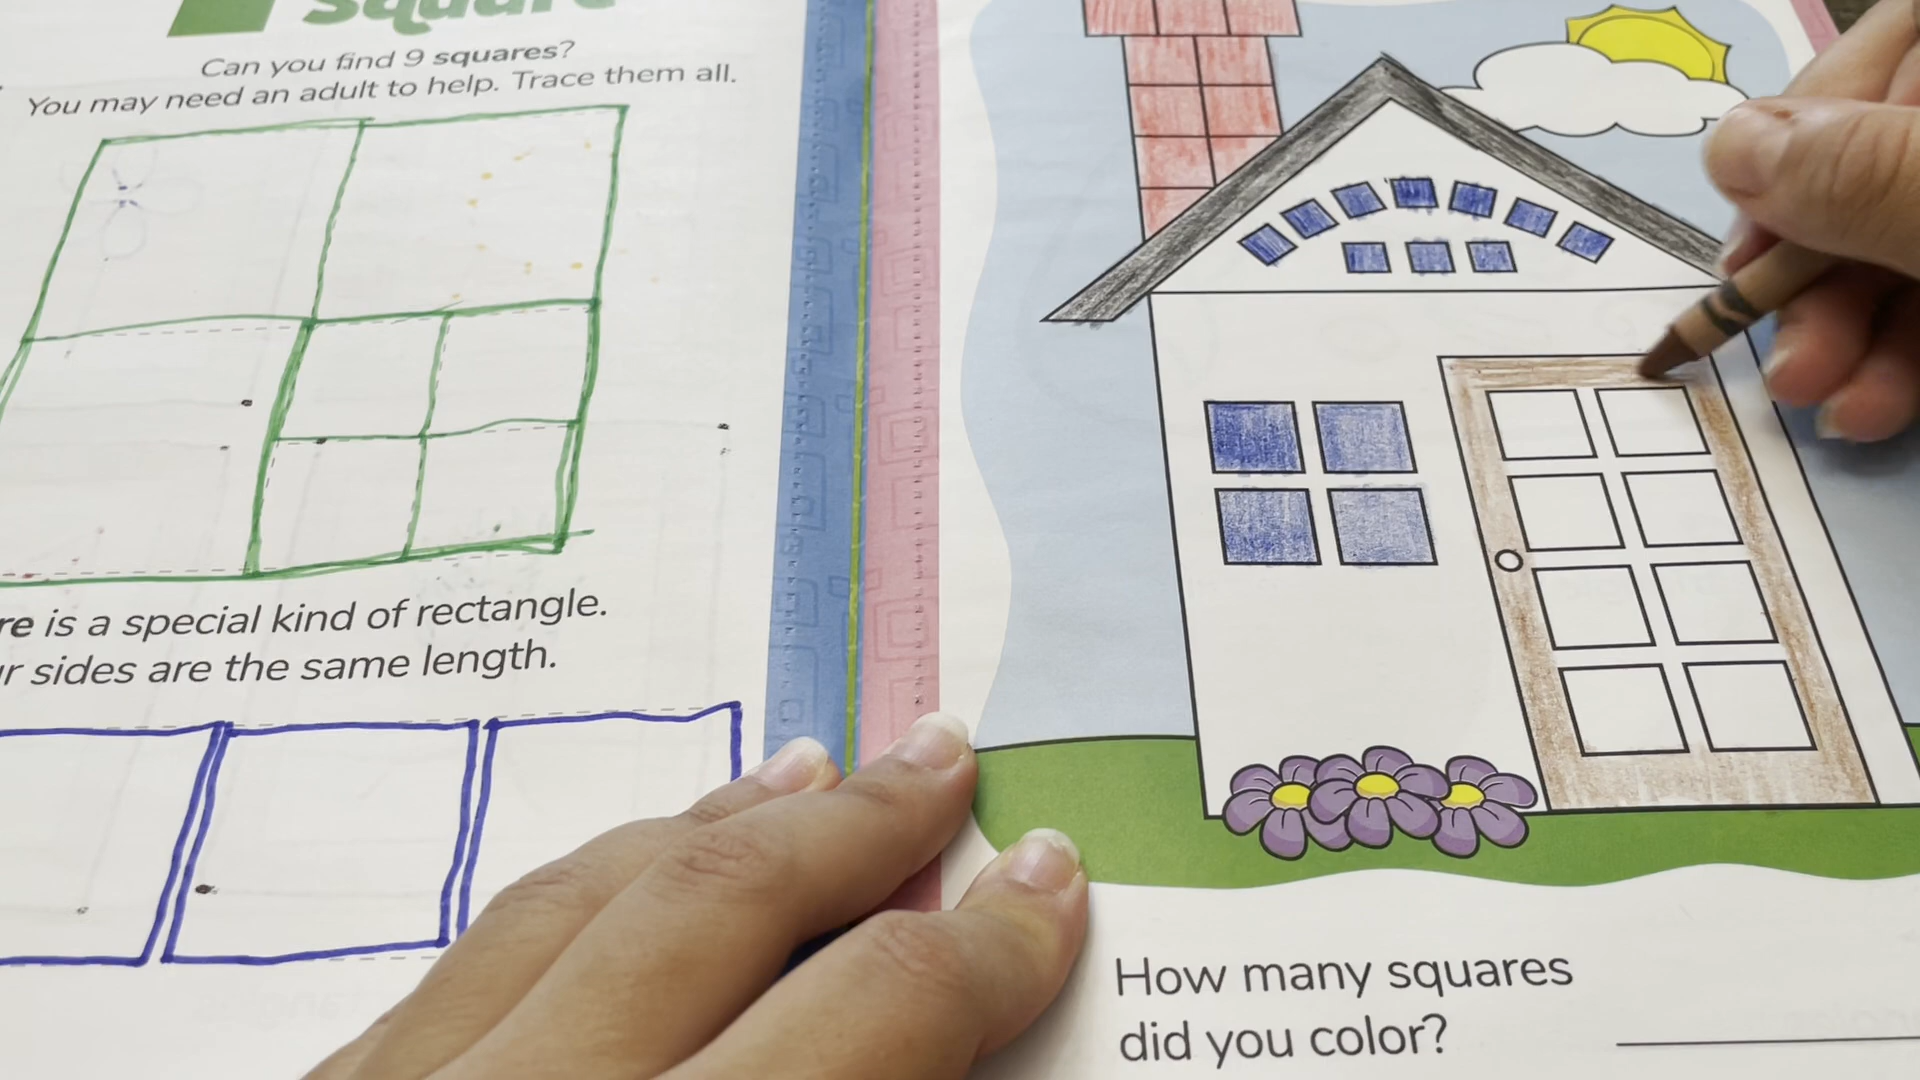 square
Can you find 9 squares?
You may need an adult to help. Trace them all.
re is a special kind of rectangle.
r sides are the same length.
How many squares
did you color?